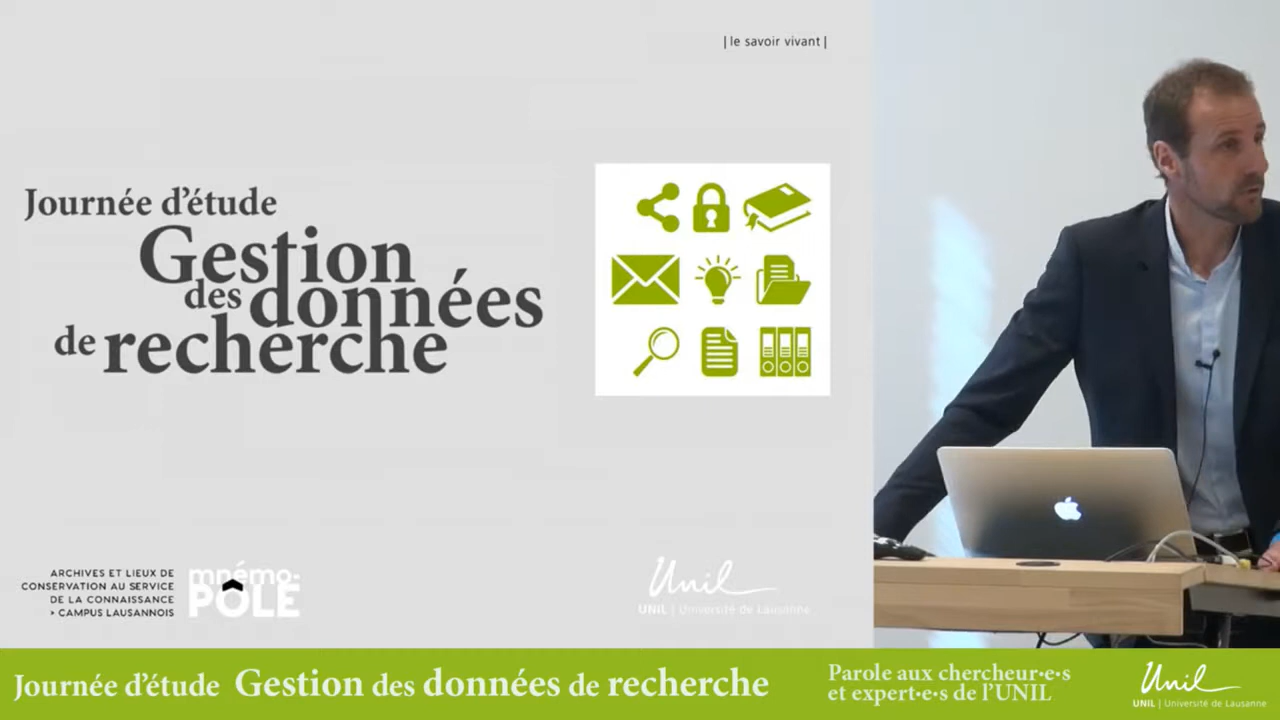 |le savoir vivant|
Journée d’étude
Gestion
des données
de recherche
ARCHIVES ET LIEUX DE
CONSERVATION AU SERVICE
DE LA CONNAISSANCE
> CAMPUS LAUSANNOIS
mnémo-
PÔLE
Unil
UNIL | Université de Lausanne
Journée d’étude Gestion des données de recherche
Parole aux chercheur•e•s
et expert•e•s de l’UNIL
Unil
UNIL | Université de Lausanne